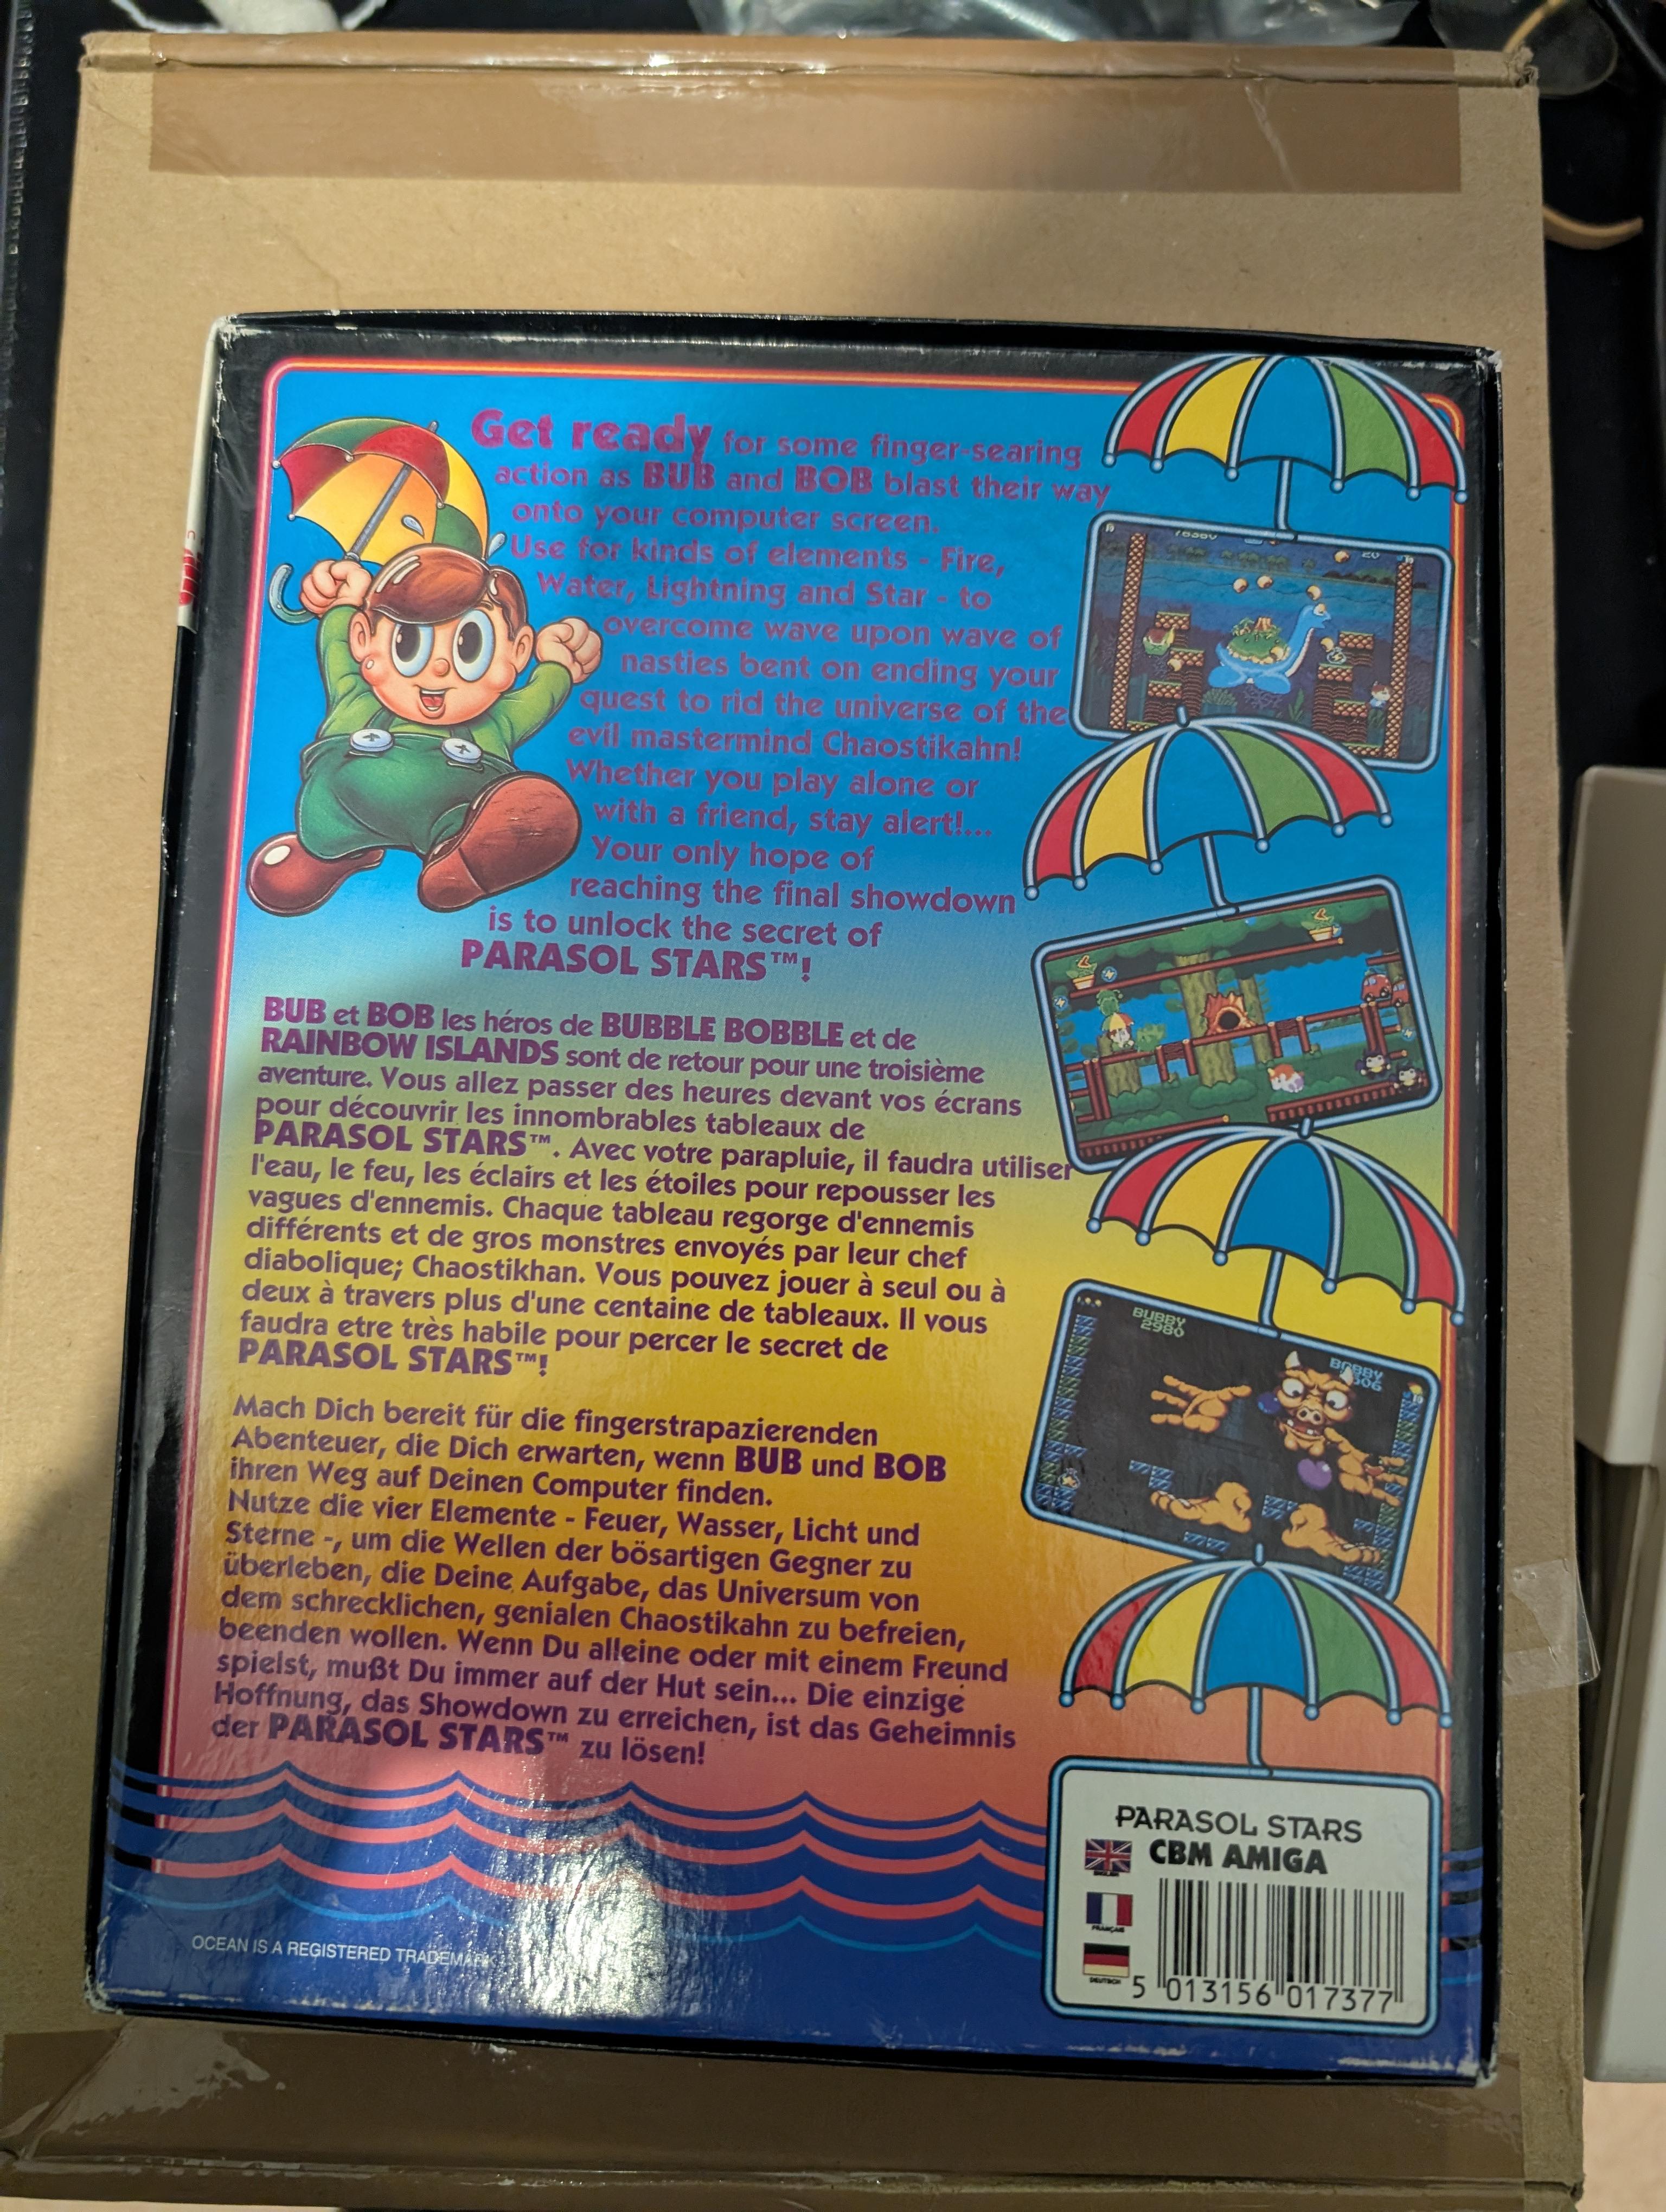 Get ready for some finger-searing
action as BUB and BOB blast their way
onto your computer screen.
Use for kinds of elements - Fire,
Water, Lightning and Star - to
overcome wave upon wave of
nasties bent on ending your
quest to rid the universe of the
evil mastermind Chaostikahn!
Whether you play alone or
with a friend, stay alert!...
Your only hope of
reaching the final showdown
is to unlock the secret of
PARASOL STARS™!
BUB et BOB les héros de BUBBLE BOBBLE et de
RAINBOW ISLANDS sont de retour pour une troisième
aventure. Vous allez passer des heures devant vos écrans
pour découvrir les innombrables tableaux de
PARASOL STARS™. Avec votre parapluie, il faudra utiliser
l'eau, le feu, les éclairs et les étoiles pour repousser les
vagues d'ennemis. Chaque tableau regorge d'ennemis
différents et de gros monstres envoyés par leur chef
diabolique; Chaostikhan. Vous pouvez jouer à seul ou à
deux à travers plus d'une centaine de tableaux. Il vous
faudra etre très habile pour percer le secret de
PARASOL STARS™!
Mach Dich bereit für die fingerstrapazierenden
Abenteuer, die Dich erwarten, wenn BUB und BOB
ihren Weg auf Deinen Computer finden.
Nutze die vier Elemente - Feuer, Wasser, Licht und
Sterne -, um die Wellen der bösartigen Gegner zu
überleben, die Deine Aufgabe, das Universum von
dem schrecklichen, genialen Chaostikahn zu befreien,
beenden wollen. Wenn Du alleine oder mit einem Freund
spielst, mußt Du immer auf der Hut sein... Die einzige
Hoffnung, das Showdown zu erreichen, ist das Geheimnis
der PARASOL STARS™ zu lösen!
BUBBY
2980
BOBBY
OCEAN IS A REGISTERED TRADEMARK
PARASOL STARS
CBM AMIGA
ENGLISH
FRANÇAIS
DEUTSCH
5 013156 017377